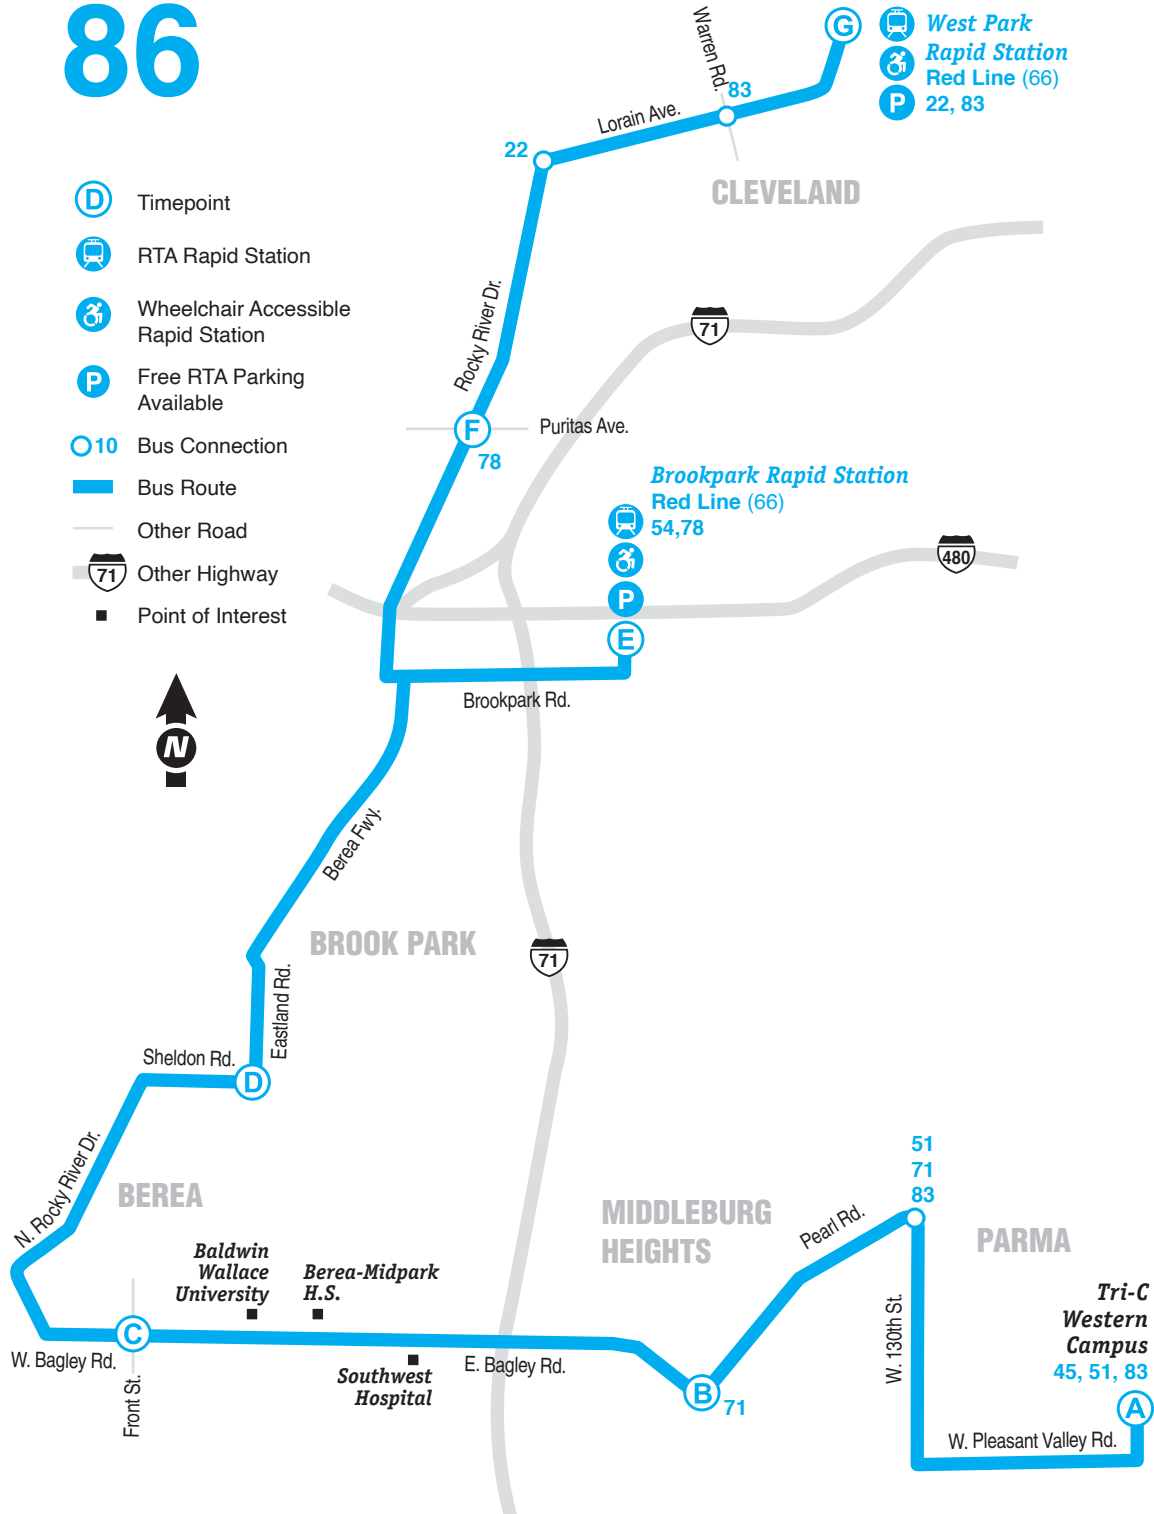 86
G
West Park
Rapid Station
Red Line (66)
P
22, 83
Warren Rd.
83
Lorain Ave.
22
CLEVELAND
D
Timepoint
RTA Rapid Station
Wheelchair Accessible
Rapid Station
P
Free RTA Parking
Available
10
Bus Connection
Bus Route
Other Road
71
Other Highway
Point of Interest
N
71
Rocky River Dr.
F
Puritas Ave.
78
Brookpark Rapid Station
Red Line (66)
54,78
P
E
480
Brookpark Rd.
Berea Fwy.
BROOK PARK
71
Eastland Rd.
Sheldon Rd.
D
N. Rocky River Dr.
BEREA
51
71
83
MIDDLEBURG
HEIGHTS
Pearl Rd.
PARMA
Baldwin
Wallace
University
Berea-Midpark
H.S.
Tri-C
Western
Campus
45, 51, 83
A
W. 130th St.
C
W. Bagley Rd.
Front St.
Southwest
Hospital
E. Bagley Rd.
B
71
W. Pleasant Valley Rd.